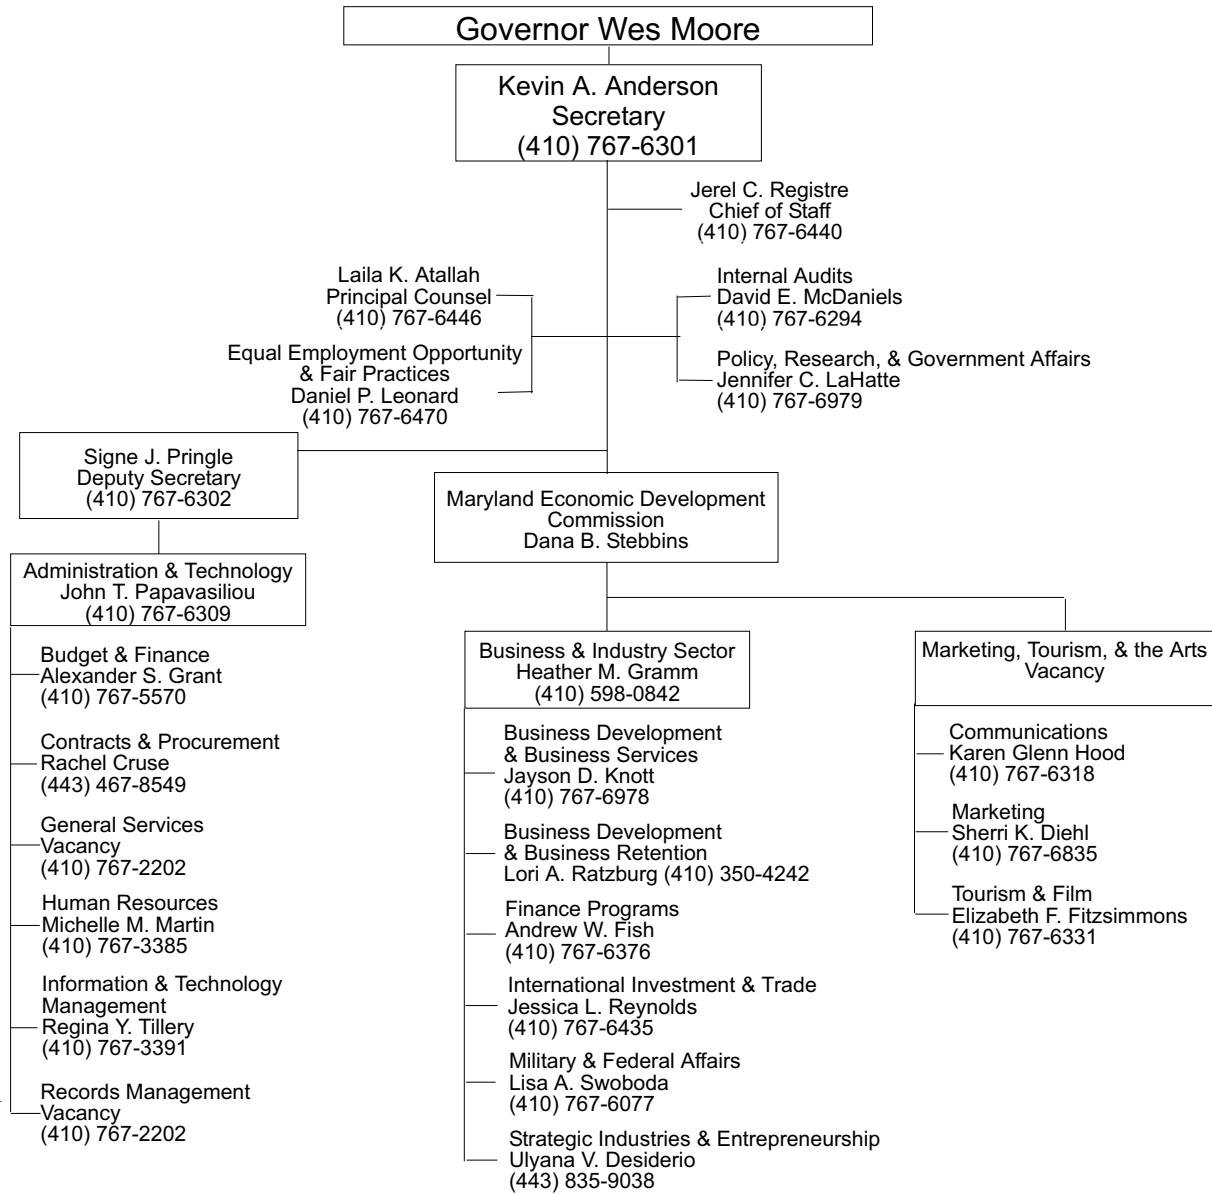 Governor Wes Moore
Kevin A. Anderson
Secretary
(410) 767-6301
Jerel C. Registre
Chief of Staff
(410) 767-6440
Laila K. Atallah
Principal Counsel
(410) 767-6446
Internal Audits
David E. McDaniels
(410) 767-6294
Equal Employment Opportunity
& Fair Practices
Daniel P. Leonard
(410) 767-6470
Policy, Research, & Government Affairs
Jennifer C. LaHatte
(410) 767-6979
Signe J. Pringle
Deputy Secretary
(410) 767-6302
Maryland Economic Development
Commission
Dana B. Stebbins
Administration & Technology
John T. Papavasiliou
(410) 767-6309
Budget & Finance
Alexander S. Grant
(410) 767-5570
Contracts & Procurement
Rachel Cruse
(443) 467-8549
General Services
Vacancy
(410) 767-2202
Human Resources
Michelle M. Martin
(410) 767-3385
Information & Technology
Management
Regina Y. Tillery
(410) 767-3391
Records Management
Vacancy
(410) 767-2202
Business & Industry Sector
Heather M. Gramm
(410) 598-0842
Business Development
& Business Services
Jayson D. Knott
(410) 767-6978
Business Development
& Business Retention
Lori A. Ratzburg (410) 350-4242
Finance Programs
Andrew W. Fish
(410) 767-6376
International Investment & Trade
Jessica L. Reynolds
(410) 767-6435
Military & Federal Affairs
Lisa A. Swoboda
(410) 767-6077
Strategic Industries & Entrepreneurship
Ulyana V. Desiderio
(443) 835-9038
Marketing, Tourism, & the Arts
Vacancy
Communications
Karen Glenn Hood
(410) 767-6318
Marketing
Sherri K. Diehl
(410) 767-6835
Tourism & Film
Elizabeth F. Fitzsimmons
(410) 767-6331